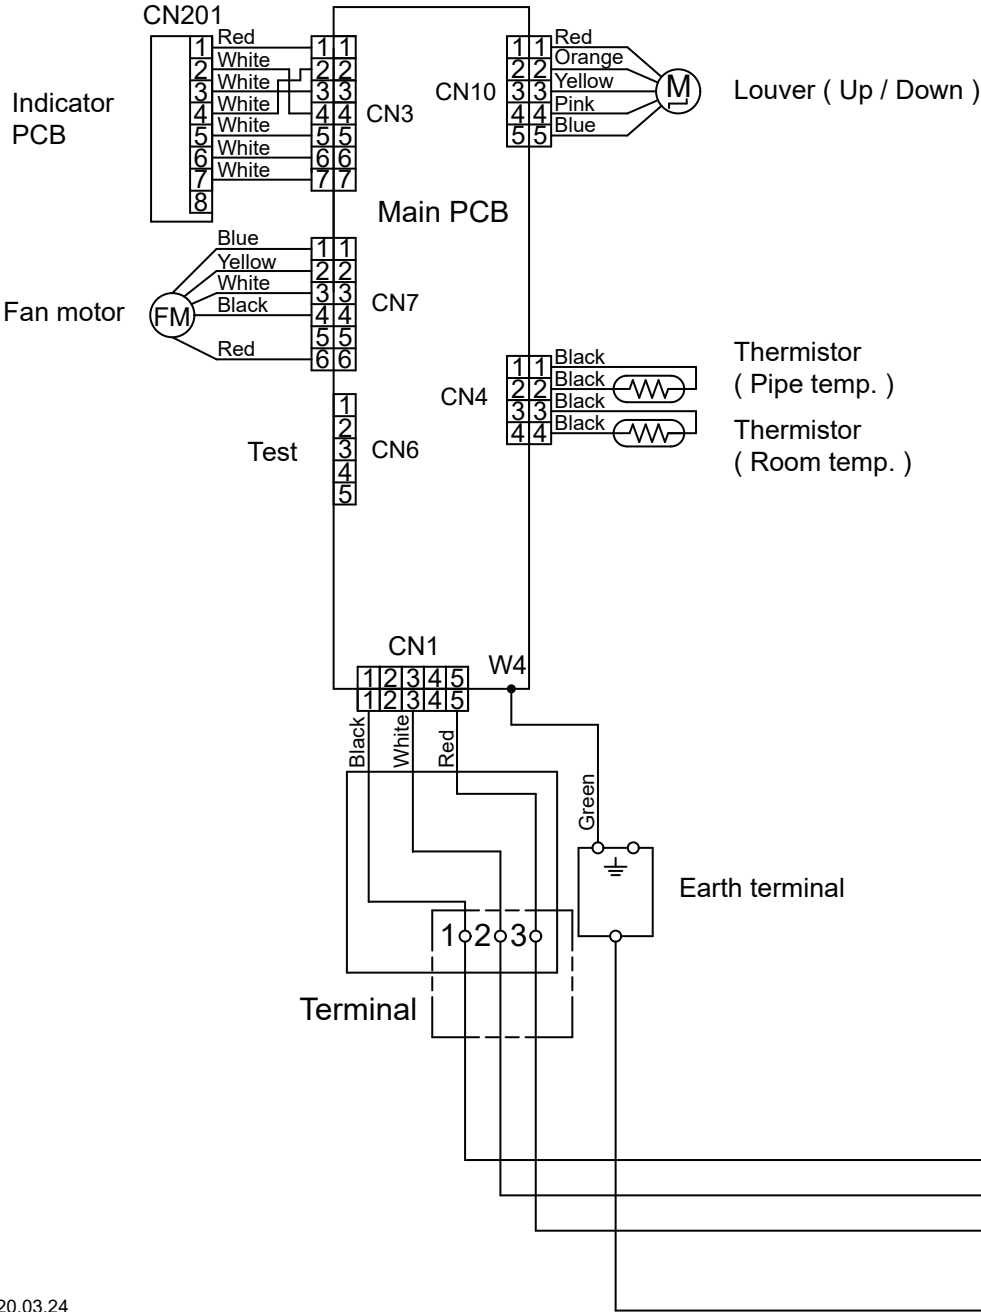 CN201
Indicator
PCB
1 Red 1 1
2 White 2 2
3 White 3 3
4 White 4 4
5 White 5 5
6 White 6 6
7 White 7 7
8
CN3
CN10
1 1 Red
2 2 Orange
3 3 Yellow
4 4 Pink
5 5 Blue
M
Louver ( Up / Down )
Main PCB
Fan motor
FM
Blue 1 1
Yellow 2 2
White 3 3
Black 4 4
5 5
Red 6 6
CN7
CN4
1 1 Black
2 2 Black
3 3 Black
4 4 Black
Thermistor
( Pipe temp. )
Thermistor
( Room temp. )
Test
1
2
3
4
5
CN6
CN1
1 2 3 4 5
1 2 3 4 5
W4
Black
White
Red
Green
Earth terminal
1 2 3
Terminal
20.03.24